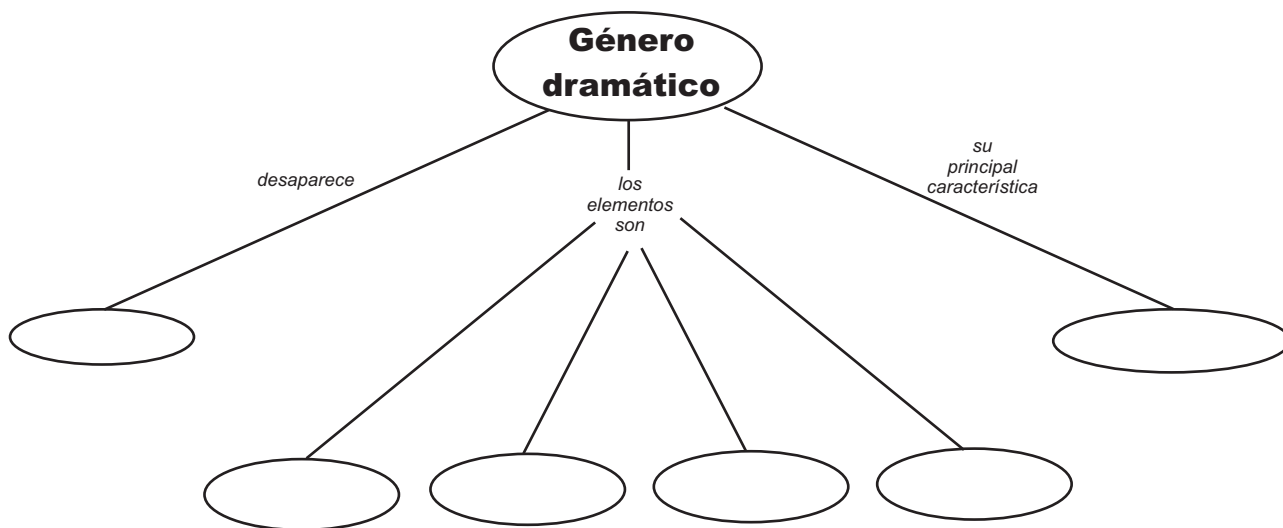 Género
dramático
desaparece
los
elementos
son
su
principal
característica